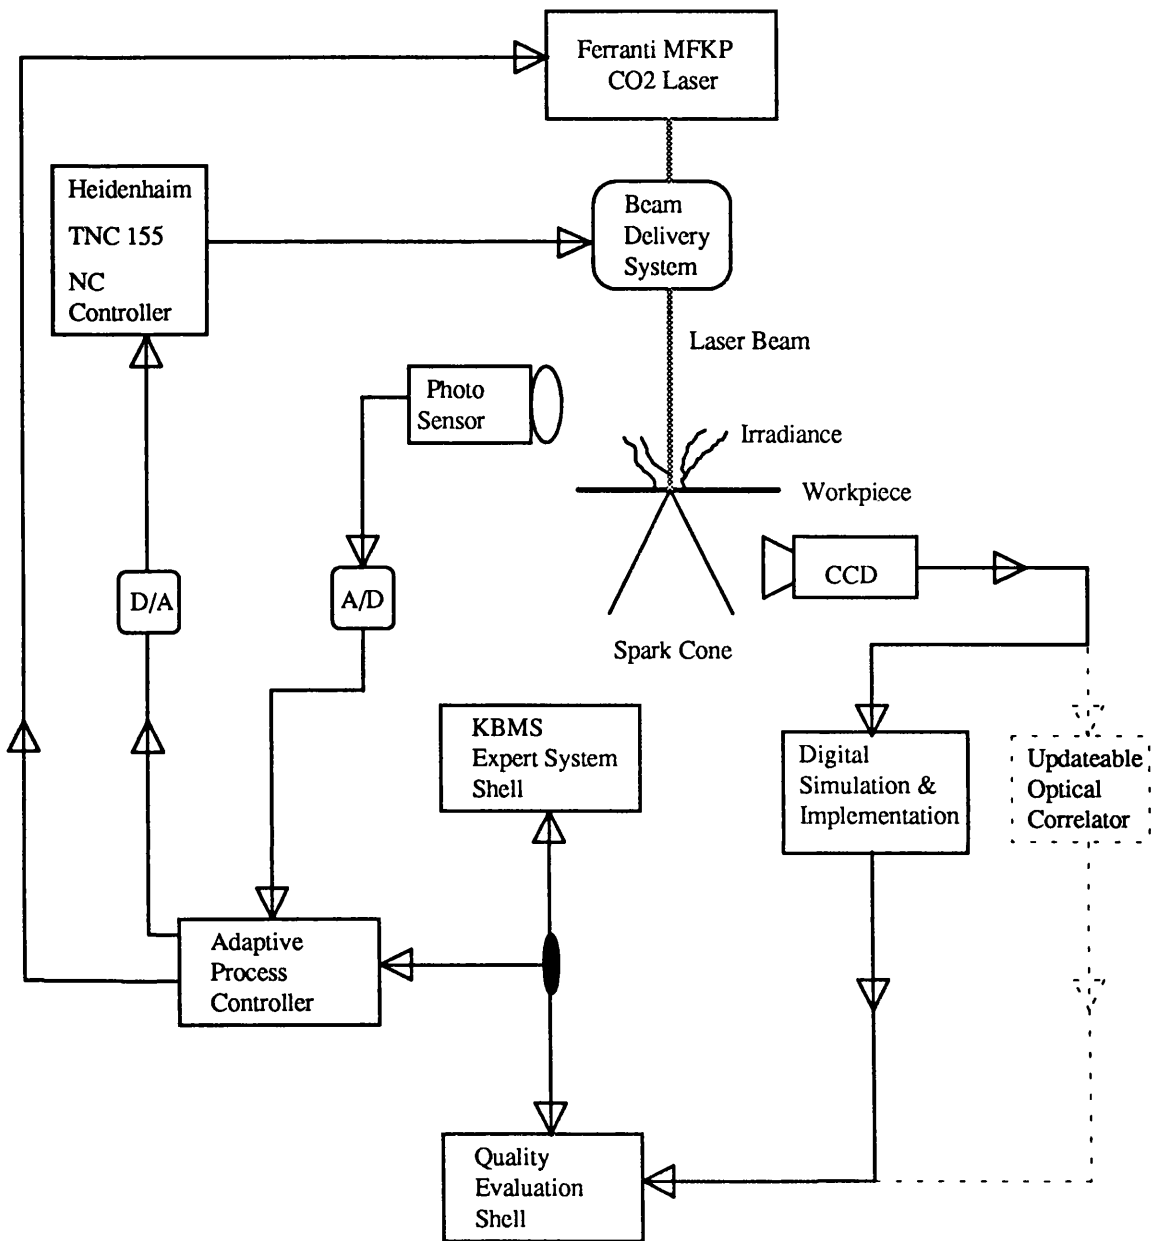 Ferranti MFKP
CO2 Laser
Heidenhaim
TNC 155
NC
Controller
Beam
Delivery
System
Laser Beam
Photo
Sensor
Irradiance
Workpiece
CCD
D/A
A/D
Spark Cone
KBMS
Expert System
Shell
Digital
Simulation &
Implementation
Updateable
Optical
Correlator
Adaptive
Process
Controller
Quality
Evaluation
Shell